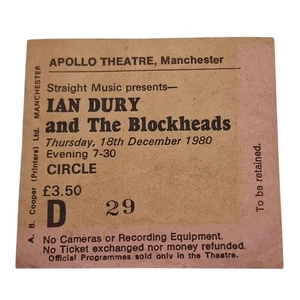 APOLLO THEATRE, Manchester
Straight Music presents—
IAN DURY
and The Blockheads
Thursday, 18th December 1980
Evening 7-30
CIRCLE
£3.50
D 29
No Cameras or Recording Equipment.
No Ticket exchanged nor money refunded.
Official Programmes sold only in the Theatre.
A. B. Cooper (Printers) Ltd. MANCHESTER
To be retained.